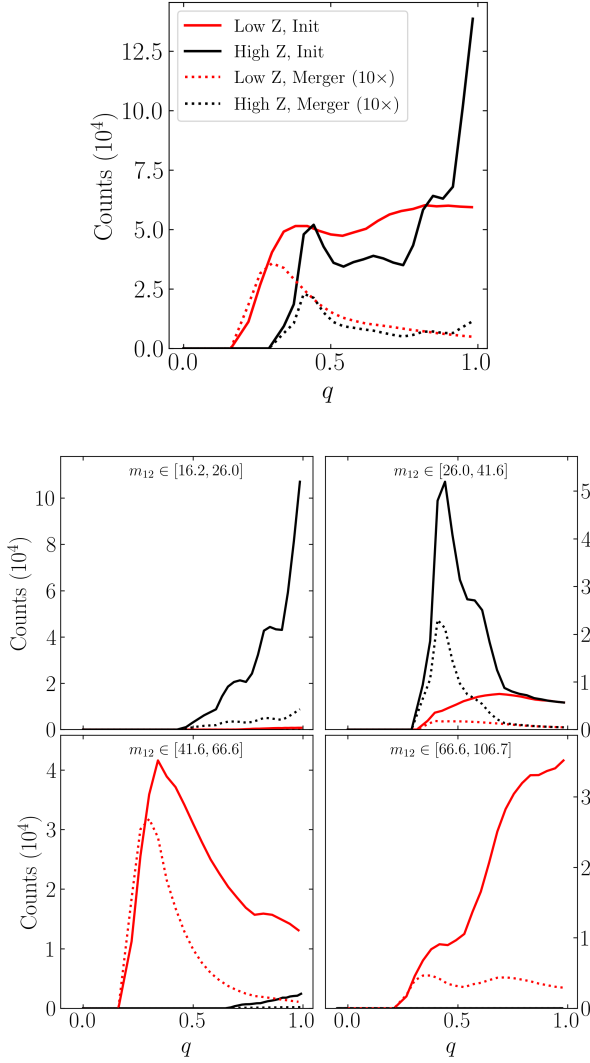 Low Z, Init
High Z, Init
Low Z, Merger (10×)
High Z, Merger (10×)
Counts (10⁴)
12.5
10.0
7.5
5.0
2.5
0.0
0.0 0.5 1.0
q
m₁₂ ∈ [16.2, 26.0]
Counts (10⁴)
10
8
6
4
2
0
m₁₂ ∈ [26.0, 41.6]
5
4
3
2
1
0
m₁₂ ∈ [41.6, 66.6]
Counts (10⁴)
4
3
2
1
0
0.0 0.5 1.0
q
m₁₂ ∈ [66.6, 106.7]
3
2
1
0
0.0 0.5 1.0
q